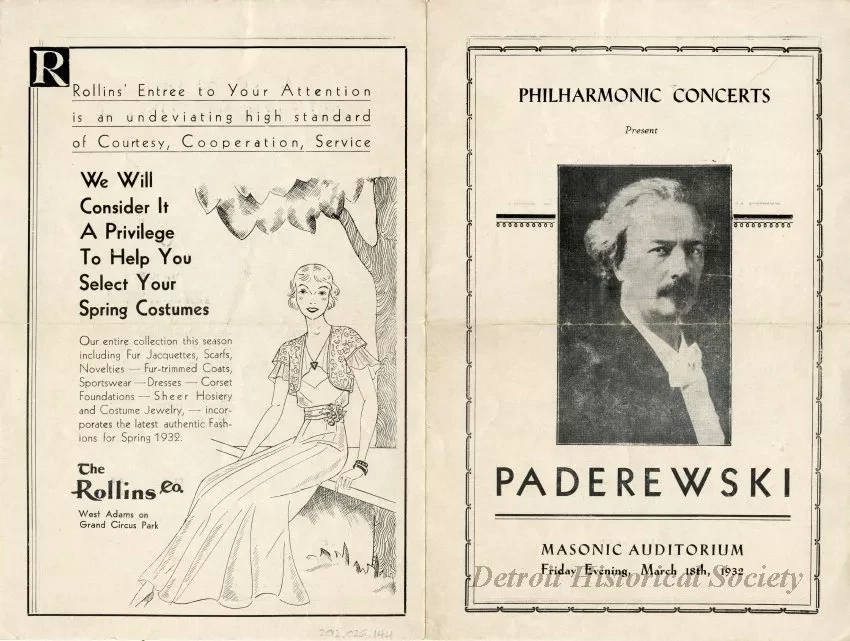 R
Rollins' Entree to Your Attention
is an undeviating high standard
of Courtesy, Cooperation, Service
We Will
Consider It
A Privilege
To Help You
Select Your
Spring Costumes
Our entire collection this season
including Fur Jacquettes, Scarfs,
Novelties — Fur-trimmed Coats,
Sportswear — Dresses — Corset
Foundations — Sheer Hosiery
and Costume Jewelry, — incor-
porates the latest authentic Fash-
ions for Spring 1932.
The
Rollins Co.
West Adams on
Grand Circus Park
2012.026.144
PHILHARMONIC CONCERTS
Present
PADEREWSKI
MASONIC AUDITORIUM
Friday Evening, March 18th, 1932
Detroit Historical Society